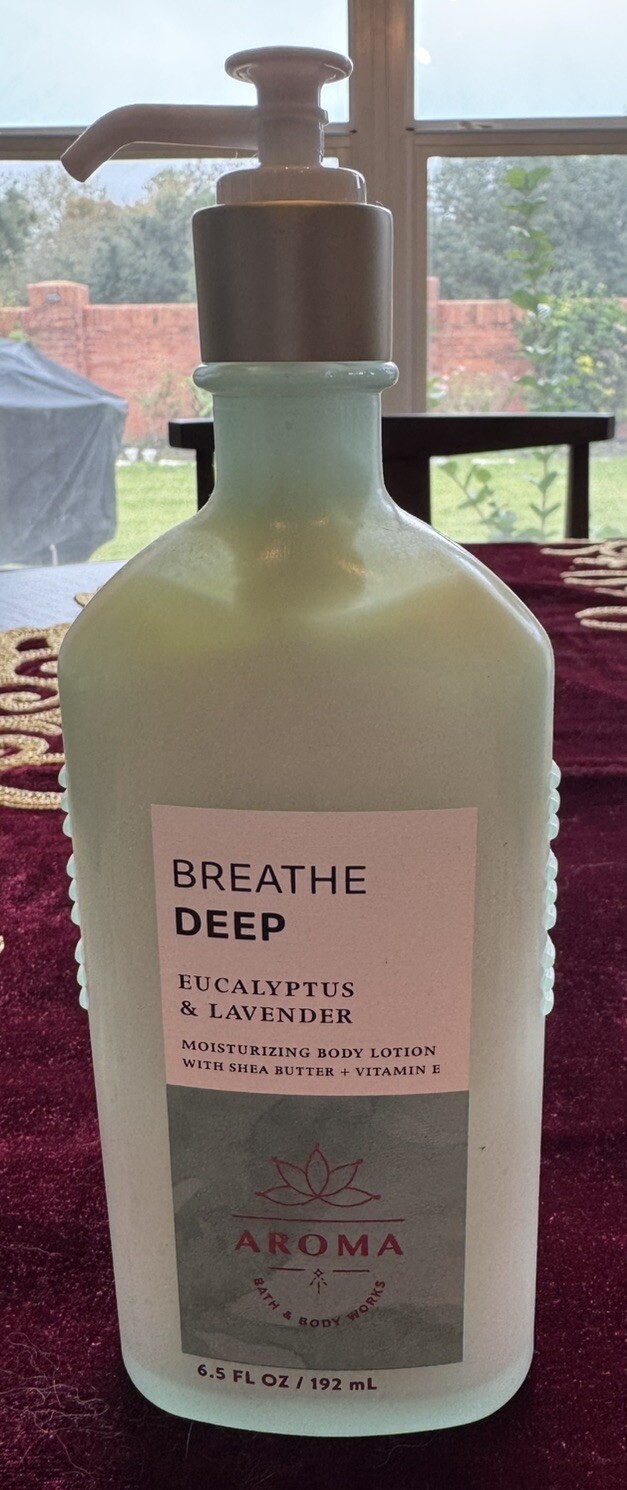 BREATHE
DEEP
EUCALYPTUS
& LAVENDER
MOISTURIZING BODY LOTION
WITH SHEA BUTTER + VITAMIN E
AROMA
BATH & BODY WORKS
6.5 FL OZ / 192 mL